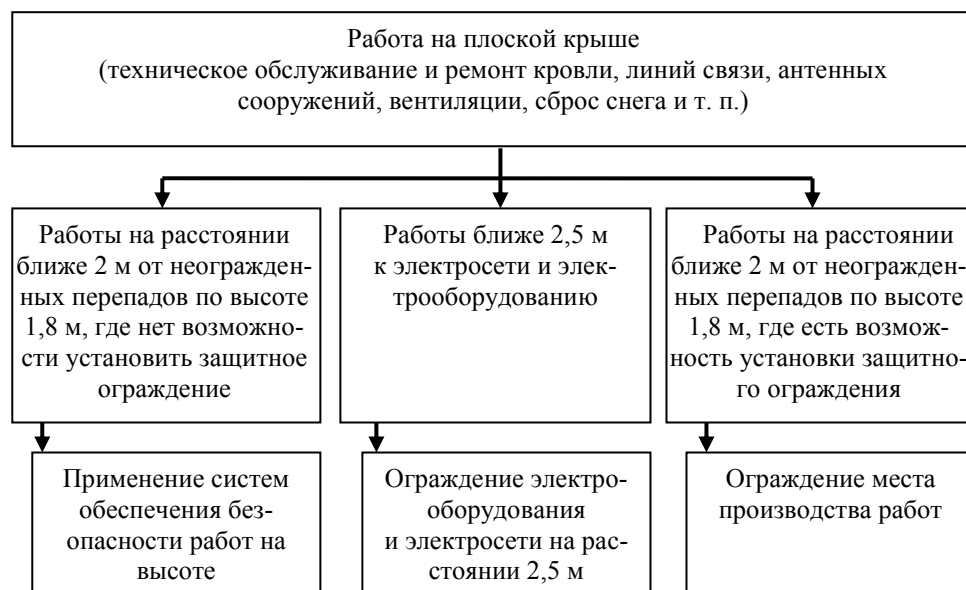 Работа на плоской крыше
(техническое обслуживание и ремонт кровли, линий связи, антенных
сооружений, вентиляции, сброс снега и т. п.)
Работы на расстоянии
ближе 2 м от неогражден-
ных перепадов по высоте
1,8 м, где нет возможно-
сти установить защитное
ограждение
Работы ближе 2,5 м
к электросети и элек-
трооборудованию
Работы на расстоянии
ближе 2 м от неогражден-
ных перепадов по высоте
1,8 м, где есть возмож-
ность установки защитно-
го ограждения
Применение систем
обеспечения без-
опасности работ на
высоте
Ограждение электро-
оборудования
и электросети на рас-
стоянии 2,5 м
Ограждение места
производства работ